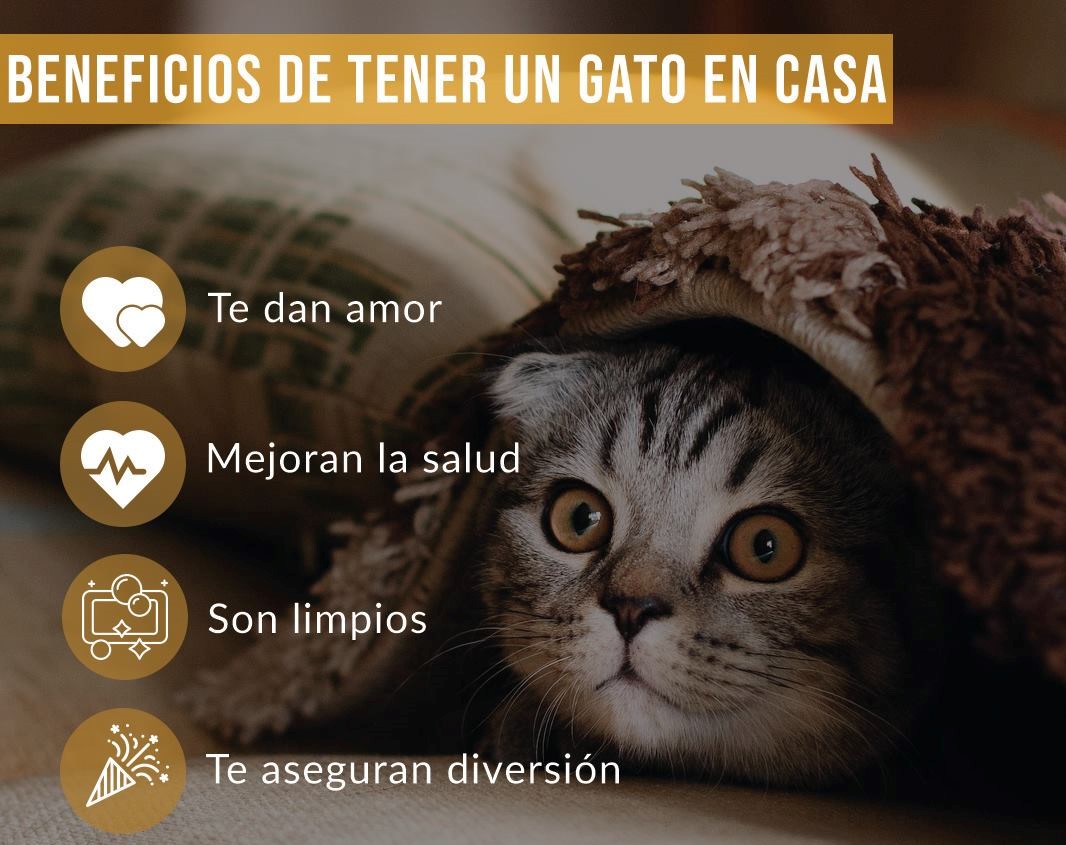 BENEFICIOS DE TENER UN GATO EN CASA
Te dan amor
Mejoran la salud
Son limpios
Te aseguran diversión